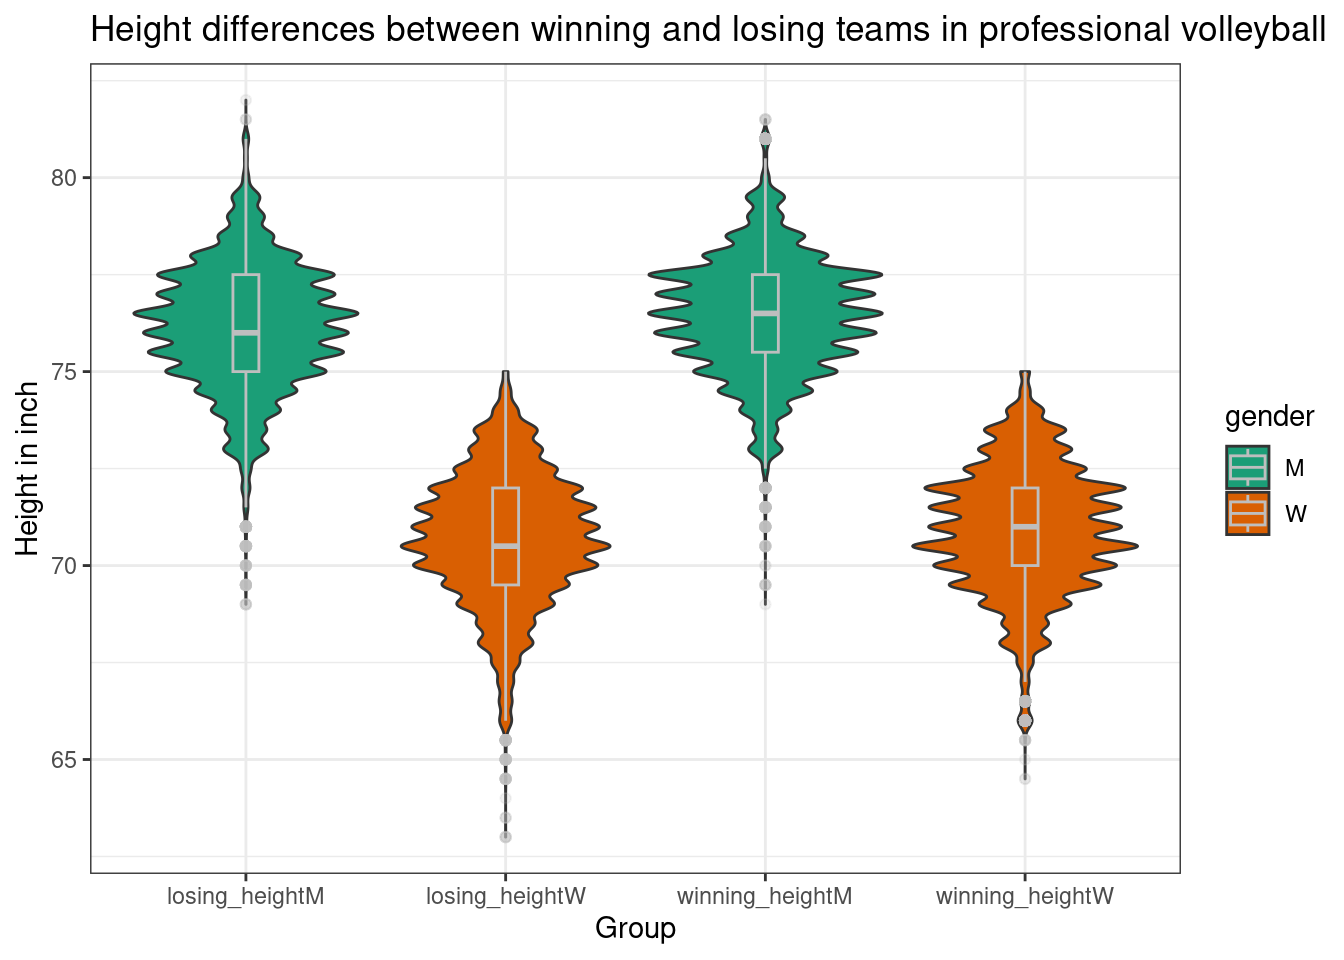 Height differences between winning and losing teams in professional volleyball
Height in inch
80
75
70
65
losing_heightM
losing_heightW
winning_heightM
winning_heightW
Group
gender
M
W